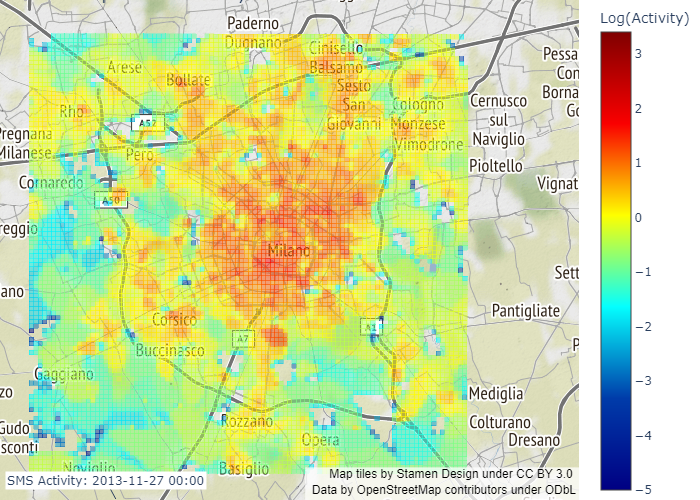 Paderno
Dugnano
Cinisello
Balsamo
Arese
Bollate
Sesto
San
Giovanni
Cologno
Monzese
Rho
A52
Pero
Vimodrone
Cernusco
sul
Naviglio
Pioltello
Pessa
Con
Borna
Go
Pregnana
Milanese
Cornaredo
A50
Vignat
reggio
Milano
Sett
ano
Pantigliate
Corsico
A7
A1
P
Buccinasco
Gaggiano
zo
Mediglia
Rozzano
Colturano
Gudo
sconti
Opera
Dresano
Noviglio
Basiglio
SMS Activity: 2013-11-27 00:00
Map tiles by Stamen Design under CC BY 3.0
Data by OpenStreetMap contributors under ODbL
Log(Activity)
3
2
1
0
−1
−2
−3
−4
−5